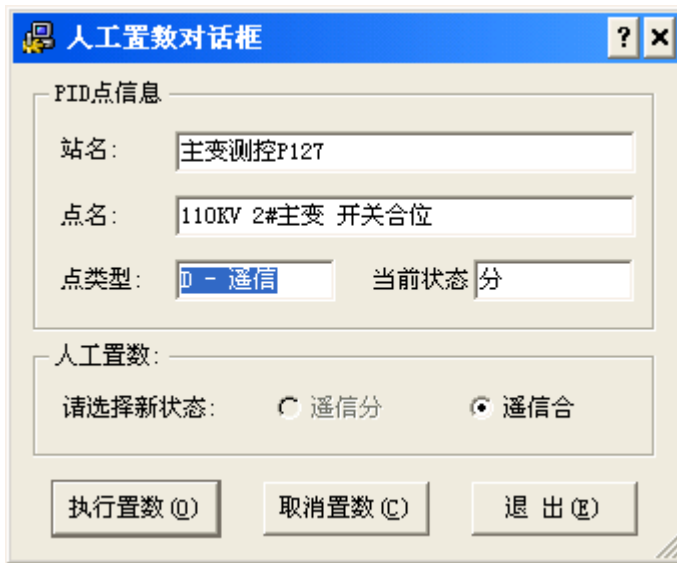 人工置数对话框
PID点信息
站名: 主变测控P127
点名: 110KV 2#主变 开关合位
点类型: D - 遥信 当前状态 分
人工置数:
请选择新状态: 遥信分 遥信合
执行置数(O) 取消置数(C) 退 出(E)